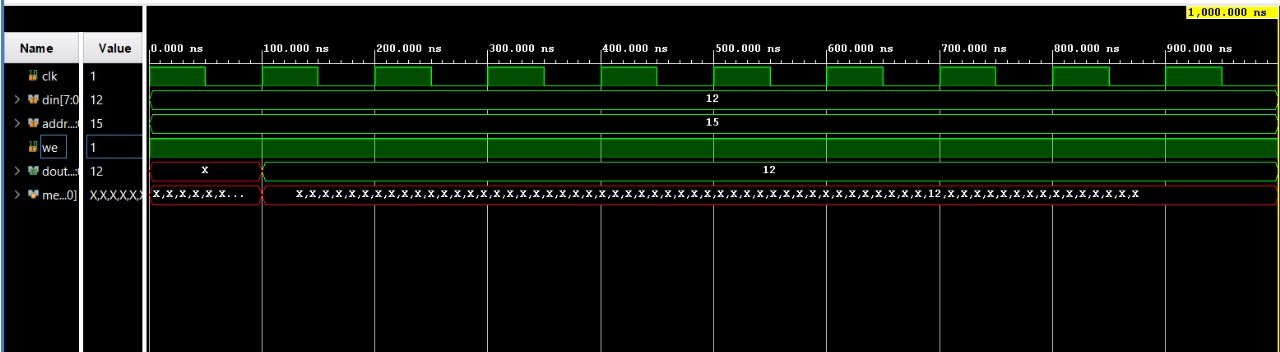 1,000.000 ns
Name Value 0.000 ns 100.000 ns 200.000 ns 300.000 ns 400.000 ns 500.000 ns 600.000 ns 700.000 ns 800.000 ns 900.000 ns
clk 1
din[7:0 12 12
addr...: 15 15
we 1
dout...: 12 X 12
me...0] X,X,X,X,X,X X,X,X,X,X,X... X,X,X,X,X,X,X,X,X,X,X,X,X,X,X,X,X,X,X,X,X,X,X,X,X,X,X,X,X,X,X,X,X,X,X,X,X,X,X,X,X,X,X,X,X,X,X,X,12,X,X,X,X,X,X,X,X,X,X,X,X,X,X,X